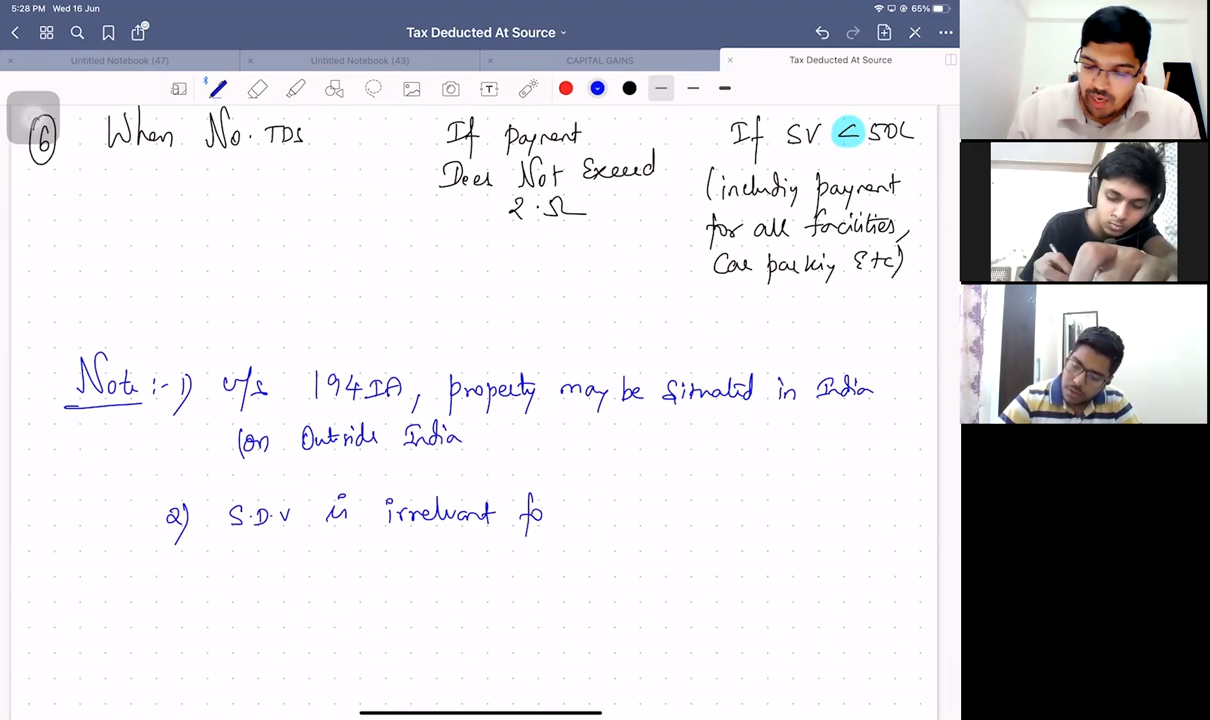 5:28 PM Wed 16 Jun
65%
Tax Deducted At Source
Untitled Notebook (47)
Untitled Notebook (43)
CAPITAL GAINS
Tax Deducted At Source
6 When No. TDS
If payment
Does Not Exceed
2.5L
If SV < 50L
(including payment
for all facilities,
Car parking Etc)
Note :- 1) u/s 194IA, property may be Situated in India
(or) Outside India
2) S.D.V is irrelvant fo